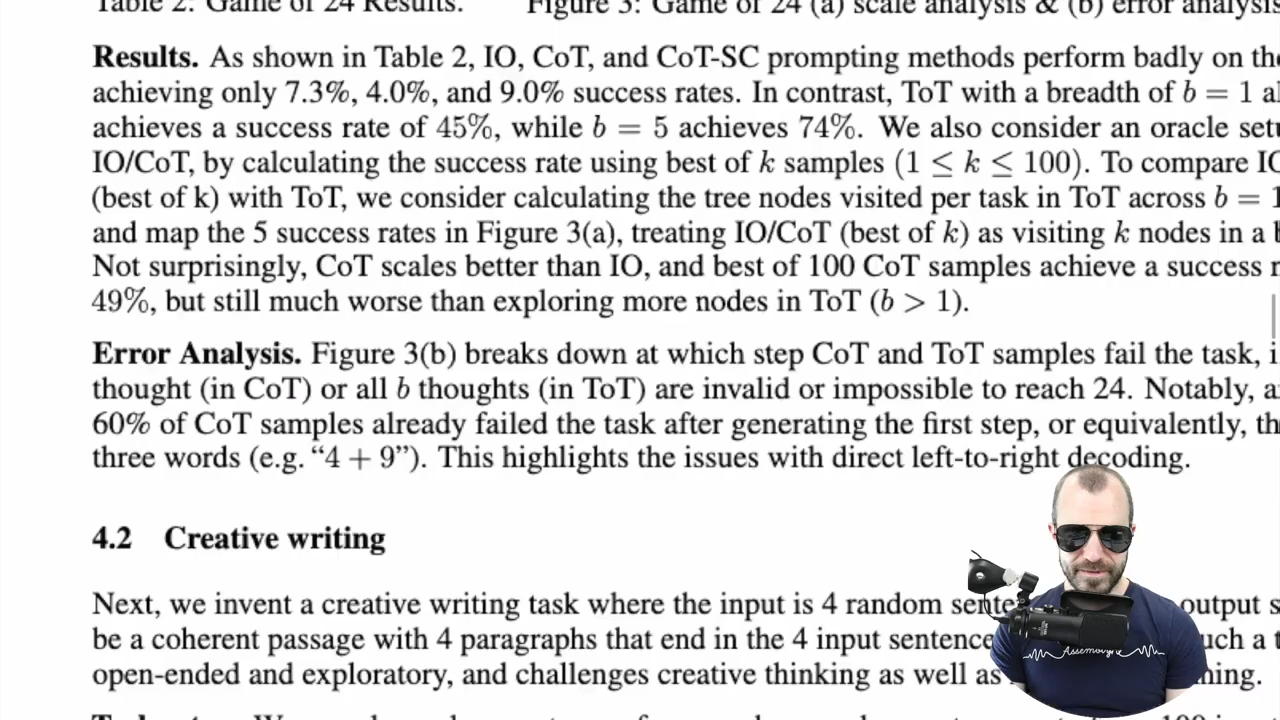 Table 2: Game of 24 Results. Figure 3: Game of 24 (a) scale analysis & (b) error analysis
Results. As shown in Table 2, IO, CoT, and CoT-SC prompting methods perform badly on the
achieving only 7.3%, 4.0%, and 9.0% success rates. In contrast, ToT with a breadth of b = 1
achieves a success rate of 45%, while b = 5 achieves 74%. We also consider an oracle
IO/CoT, by calculating the success rate using best of k samples (1 ≤ k ≤ 100). To compare
(best of k) with ToT, we consider calculating the tree nodes visited per task in ToT across b = 1
and map the 5 success rates in Figure 3(a), treating IO/CoT (best of k) as visiting k nodes in a
Not surprisingly, CoT scales better than IO, and best of 100 CoT samples achieve a success
49%, but still much worse than exploring more nodes in ToT (b > 1).
Error Analysis. Figure 3(b) breaks down at which step CoT and ToT samples fail the task,
thought (in CoT) or all b thoughts (in ToT) are invalid or impossible to reach 24. Notably,
60% of CoT samples already failed the task after generating the first step, or equivalently,
three words (e.g. “4 + 9”). This highlights the issues with direct left-to-right decoding.
4.2 Creative writing
Next, we invent a creative writing task where the input is 4 random output
be a coherent passage with 4 paragraphs that end in the 4 input sentence a
open-ended and exploratory, and challenges creative thinking as well as